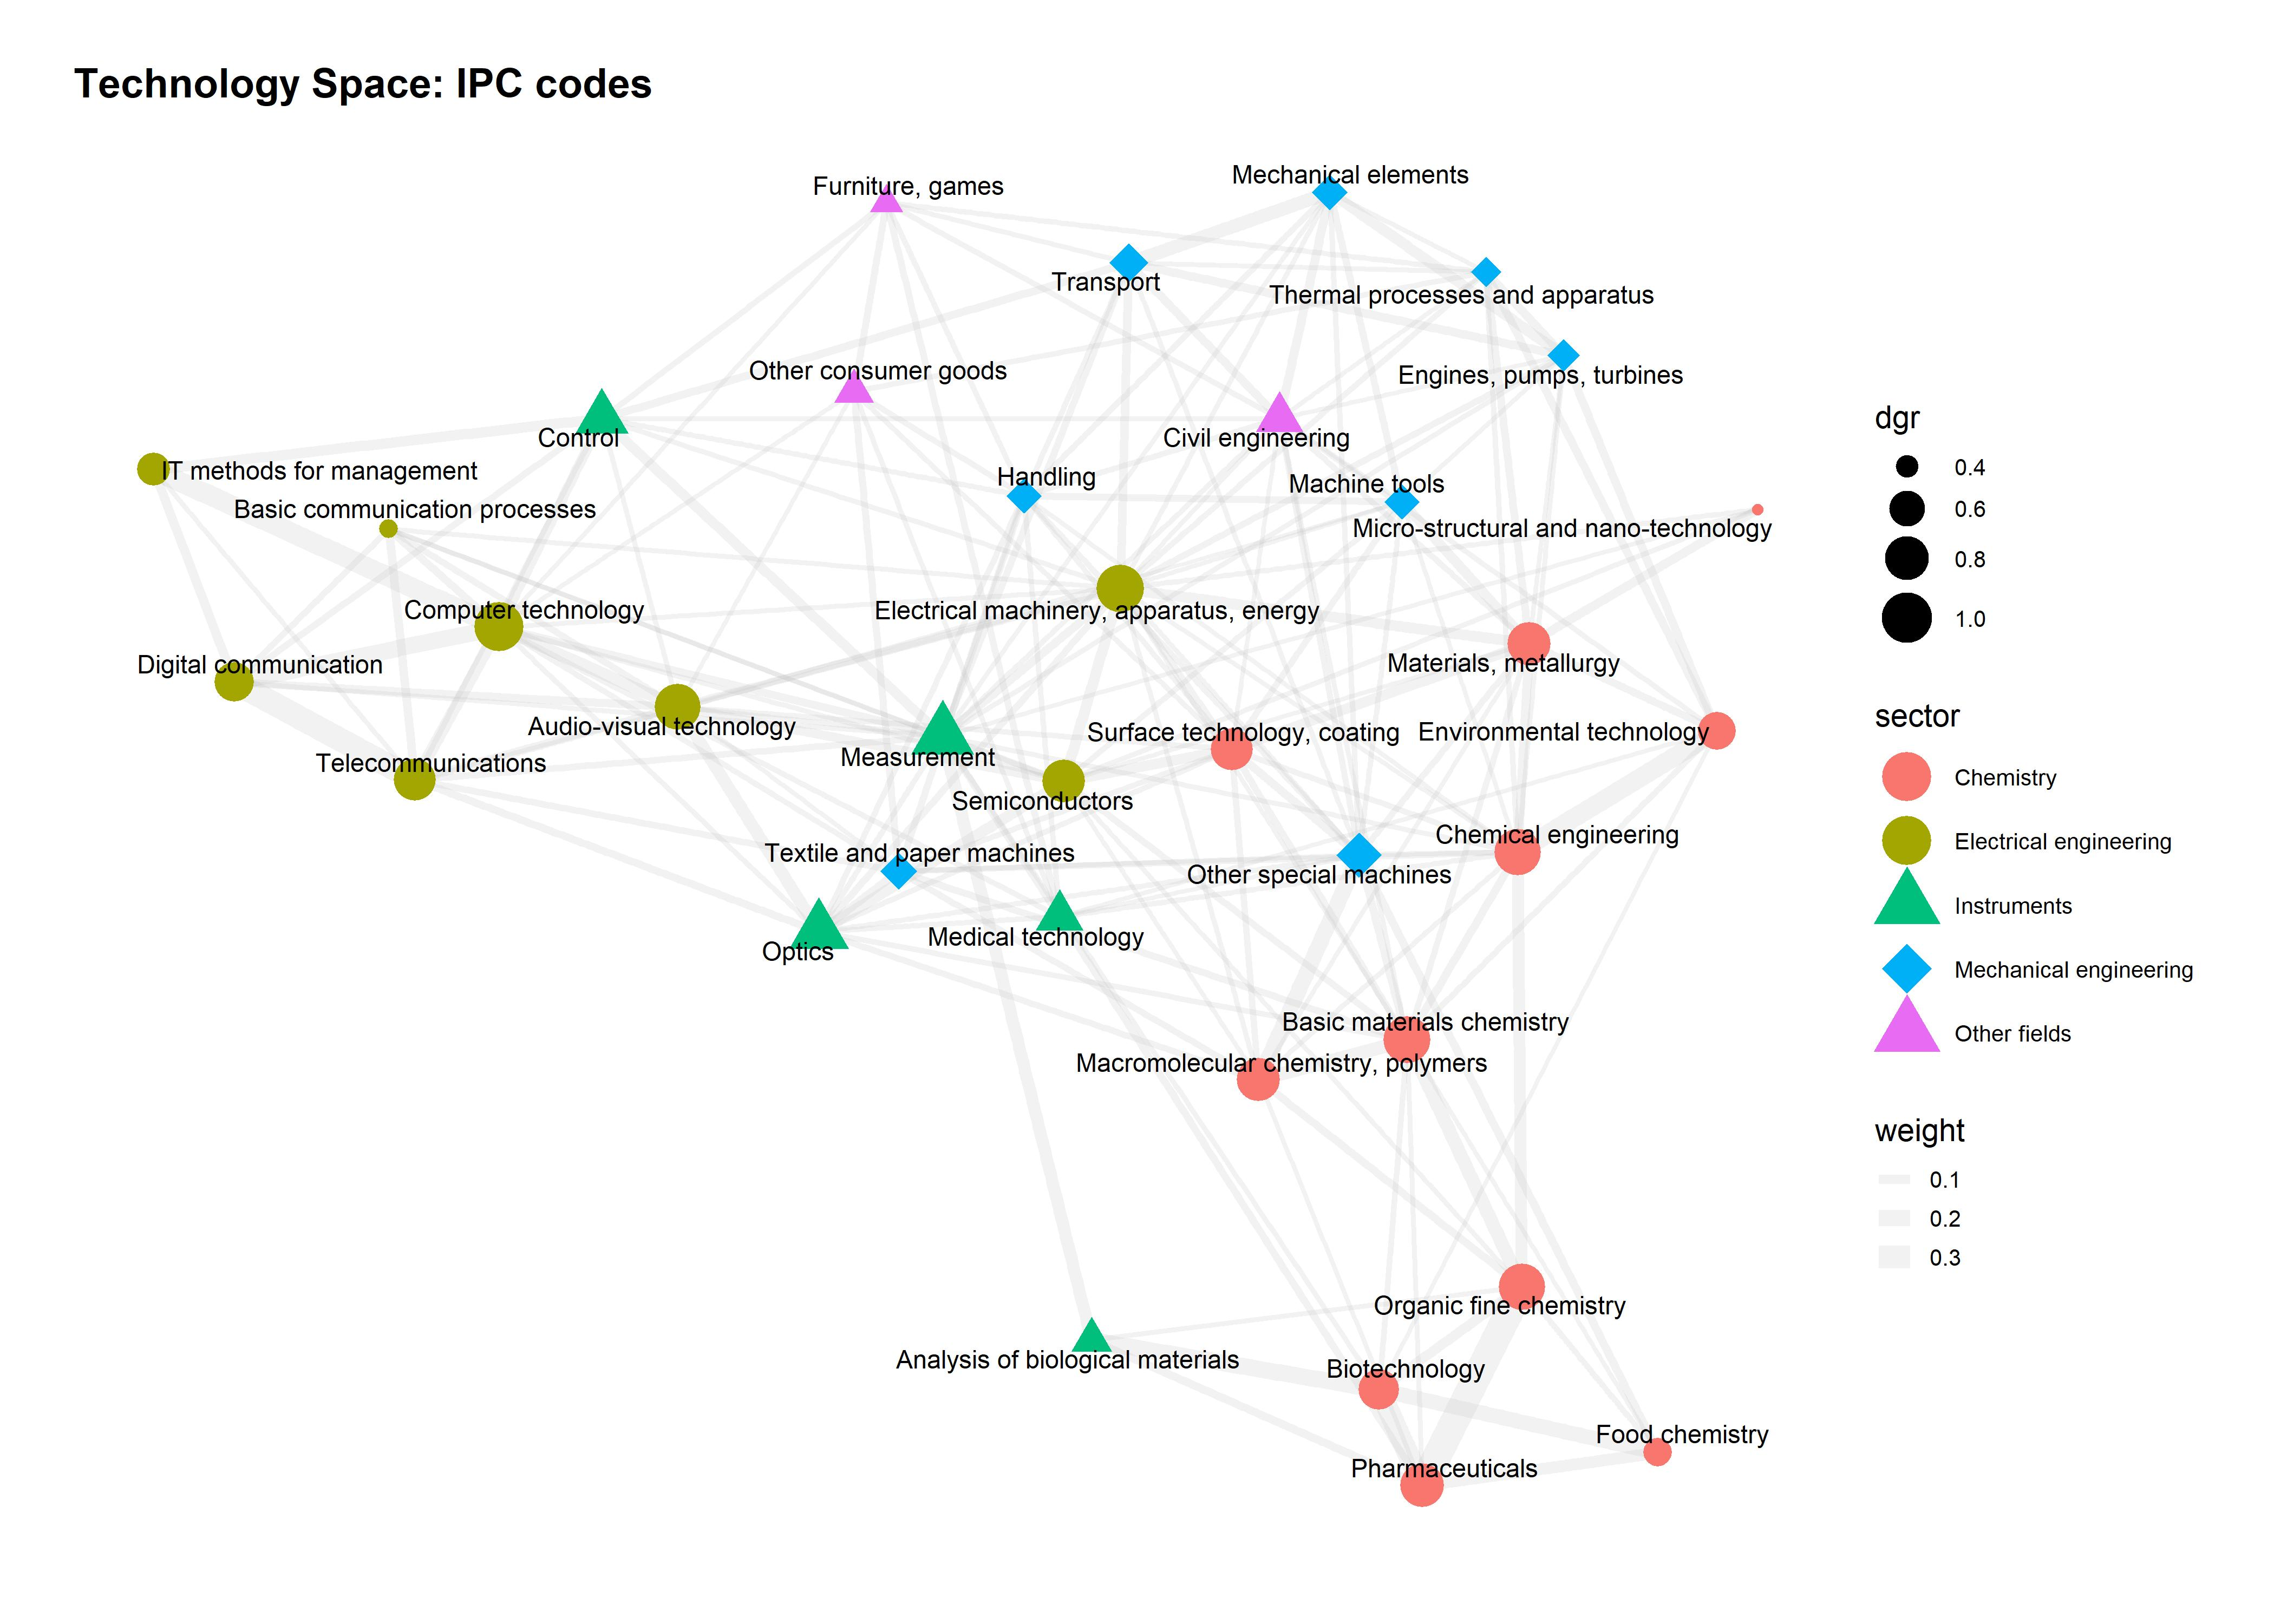 Technology Space: IPC codes
Mechanical elements
Furniture, games
Transport
Thermal processes and apparatus
Other consumer goods
Engines, pumps, turbines
Control
Civil engineering
IT methods for management
Handling
Machine tools
Basic communication processes
Micro-structural and nano-technology
Computer technology
Electrical machinery, apparatus, energy
Digital communication
Materials, metallurgy
Audio-visual technology
Surface technology, coating
Environmental technology
Telecommunications
Measurement
Semiconductors
Chemical engineering
Textile and paper machines
Other special machines
Medical technology
Optics
Basic materials chemistry
Macromolecular chemistry, polymers
Organic fine chemistry
Analysis of biological materials
Biotechnology
Food chemistry
Pharmaceuticals
dgr
0.4
0.6
0.8
1.0
sector
Chemistry
Electrical engineering
Instruments
Mechanical engineering
Other fields
weight
0.1
0.2
0.3